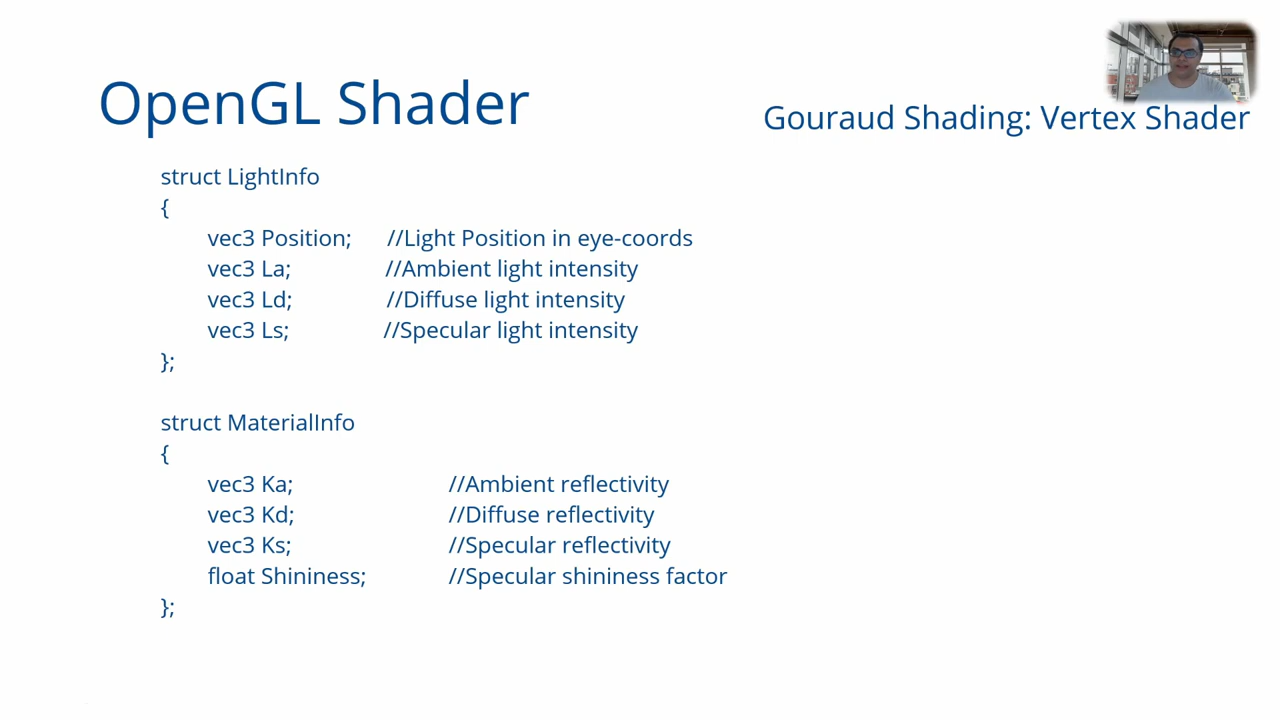 OpenGL Shader
Gouraud Shading: Vertex Shader
struct LightInfo
{
vec3 Position; //Light Position in eye-coords
vec3 La; //Ambient light intensity
vec3 Ld; //Diffuse light intensity
vec3 Ls; //Specular light intensity
};
struct MaterialInfo
{
vec3 Ka; //Ambient reflectivity
vec3 Kd; //Diffuse reflectivity
vec3 Ks; //Specular reflectivity
float Shininess; //Specular shininess factor
};